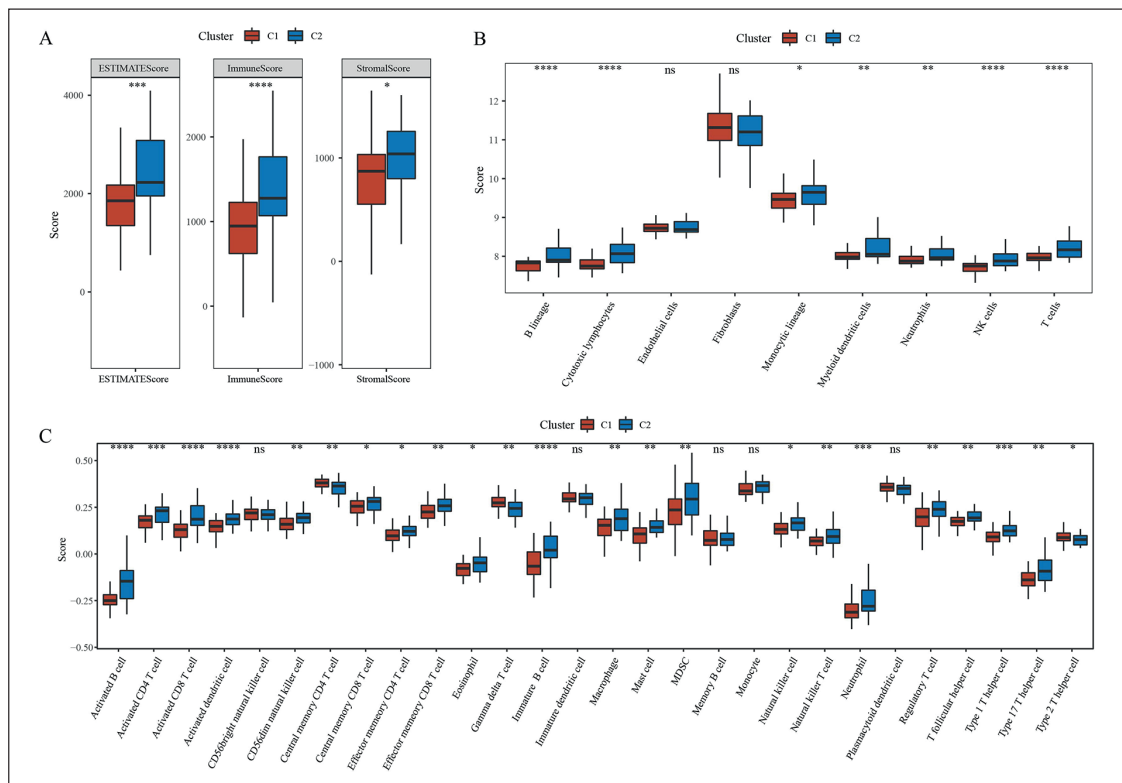 A
Cluster C1 C2
ESTIMATEScore
ImmuneScore
StromalScore
***
****
*
Score
4000
2000
0
2000
1000
0
1000
0
−1000
ESTIMATEScore
ImmuneScore
StromalScore
B
Cluster C1 C2
**** **** ns ns * ** ** **** ****
Score
12
11
9
8
B lineage
Cytotoxic lymphocytes
Endothelial cells
Fibroblasts
Monocytic lineage
Myeloid dendritic cells
Neutrophils
NK cells
T cells
C
Cluster C1 C2
**** *** **** **** ns ** ** * * ** * ** **** ns ** ** ** ns ns * ** *** ns ** ** *** ** *
Score
0.50
0.25
0.00
−0.25
−0.50
Activated B cell
Activated CD4 T cell
Activated CD8 T cell
Activated dendritic cell
CD56bright natural killer cell
CD56dim natural killer cell
Central memory CD4 T cell
Central memory CD8 T cell
Effector memeory CD4 T cell
Effector memeory CD8 T cell
Eosinophil
Gamma delta T cell
Immature B cell
Immature dendritic cell
Macrophage
Mast cell
MDSC
Memory B cell
Monocyte
Natural killer cell
Natural killer T cell
Neutrophil
Plasmacytoid dendritic cell
Regulatory T cell
T follicular helper cell
Type 1 T helper cell
Type 17 T helper cell
Type 2 T helper cell